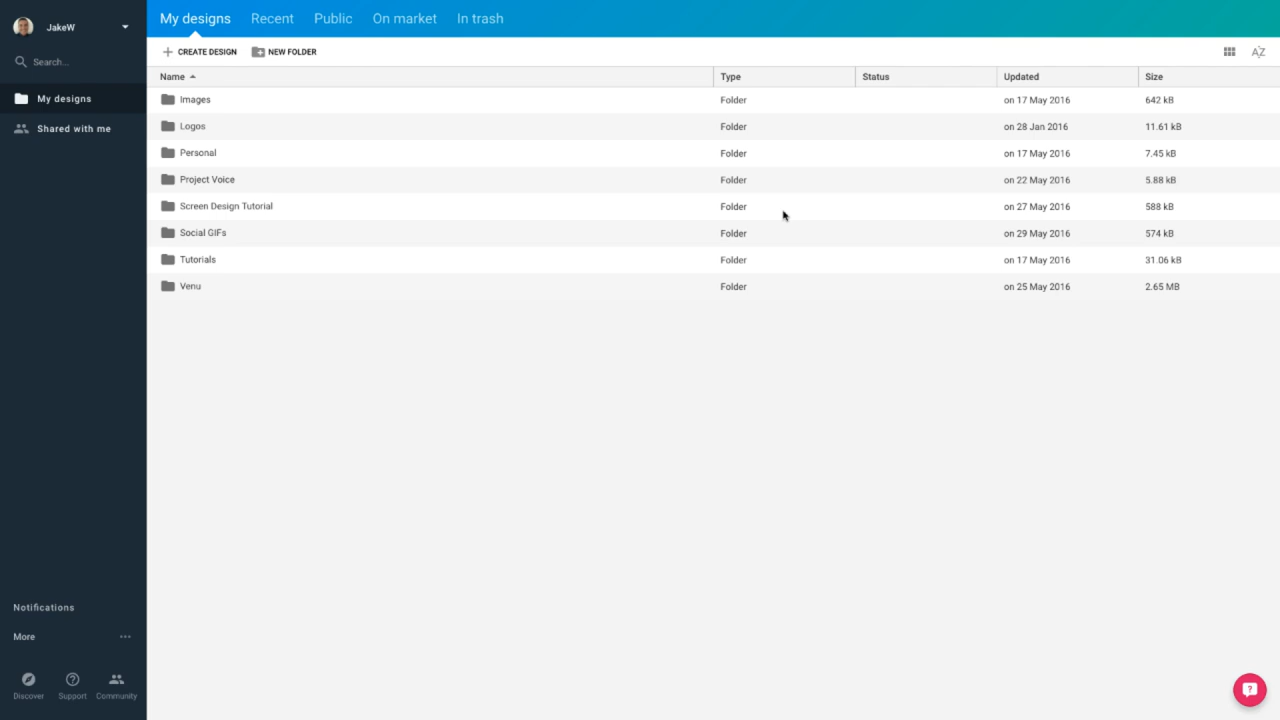 JakeW
Search...
My designs
Shared with me
Notifications
More
Discover Support Community
My designs Recent Public On market In trash
CREATE DESIGN NEW FOLDER AZ
Name Type Status Updated Size
Images Folder on 17 May 2016 642 kB
Logos Folder on 28 Jan 2016 11.61 kB
Personal Folder on 17 May 2016 7.45 kB
Project Voice Folder on 22 May 2016 5.88 kB
Screen Design Tutorial Folder on 27 May 2016 588 kB
Social GIFs Folder on 29 May 2016 574 kB
Tutorials Folder on 17 May 2016 31.06 kB
Venu Folder on 25 May 2016 2.65 MB